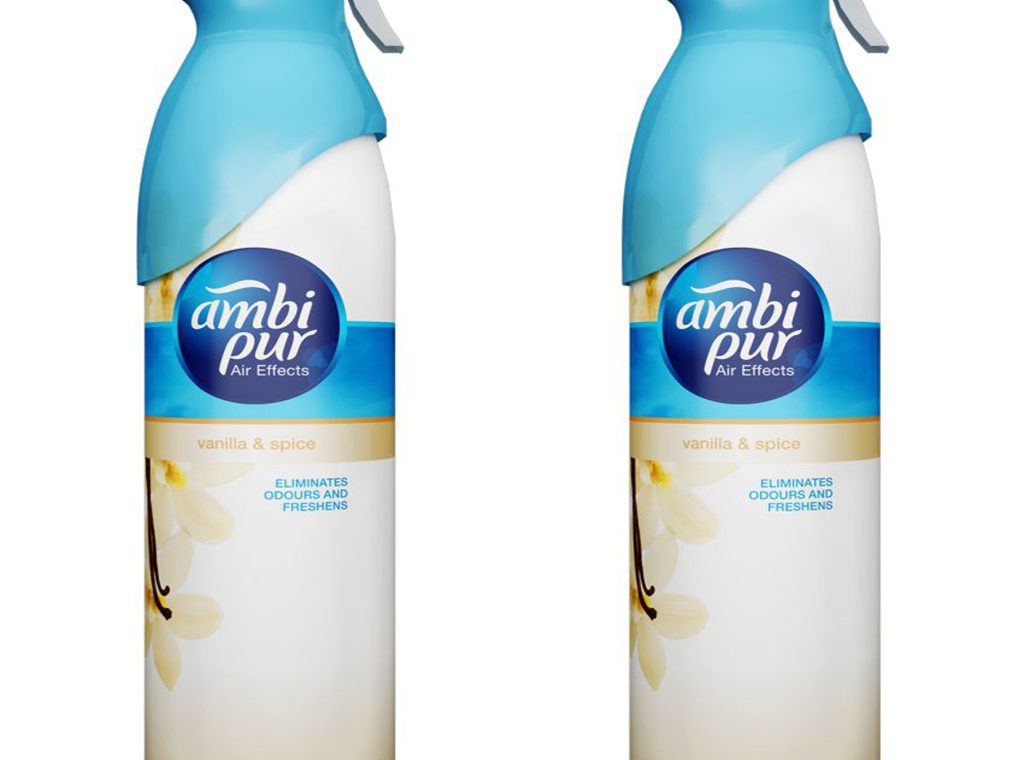 ambi
pur
Air Effects
vanilla & spice
ELIMINATES
ODOURS AND
FRESHENS
ambi
pur
Air Effects
vanilla & spice
ELIMINATES
ODOURS AND
FRESHENS